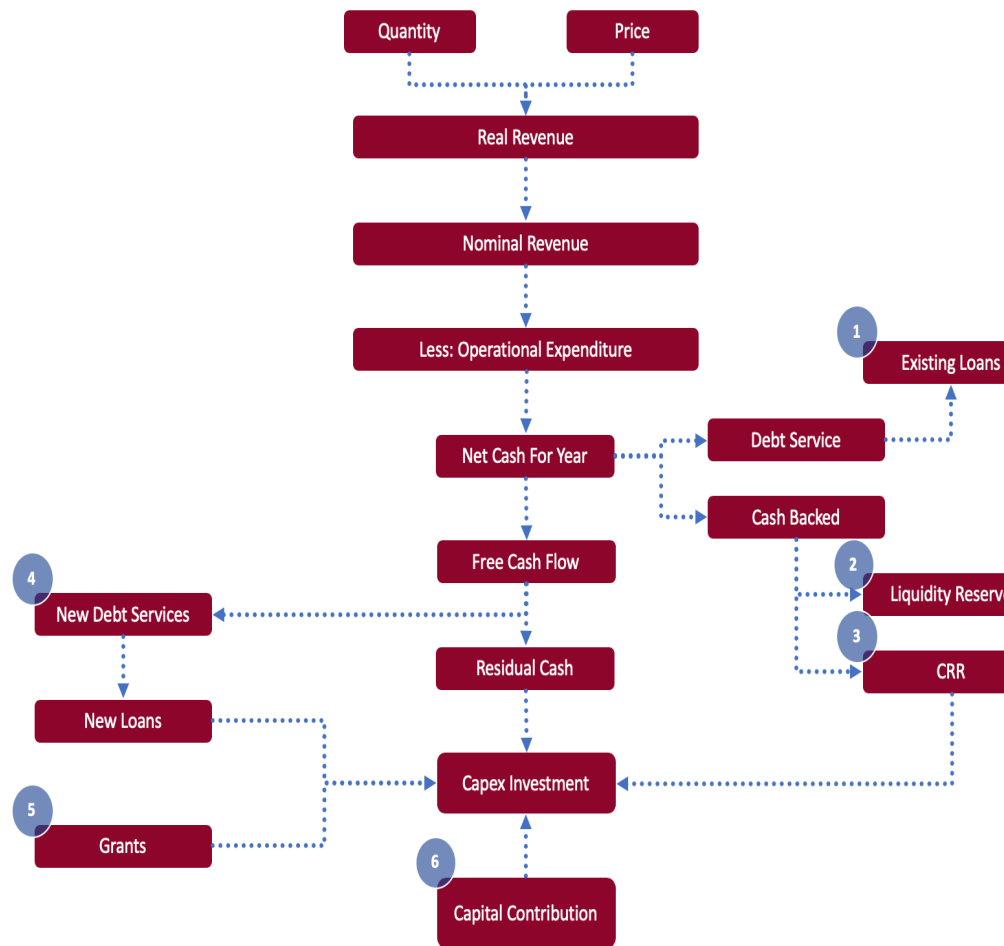 Quantity
Price
Real Revenue
Nominal Revenue
Less: Operational Expenditure
1
Existing Loans
Net Cash For Year
Debt Service
Cash Backed
Free Cash Flow
4
New Debt Services
2
Liquidity Reserve
3
CRR
Residual Cash
New Loans
Capex Investment
5
Grants
6
Capital Contribution